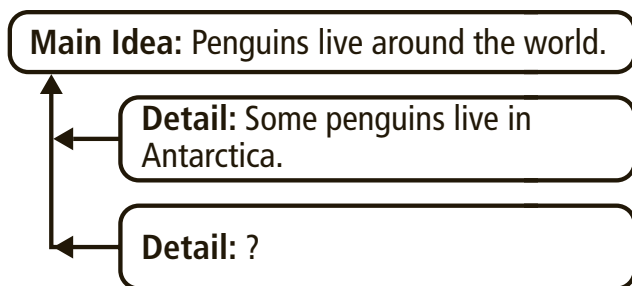 Main Idea: Penguins live around the world.
Detail: Some penguins live in
Antarctica.
Detail: ?